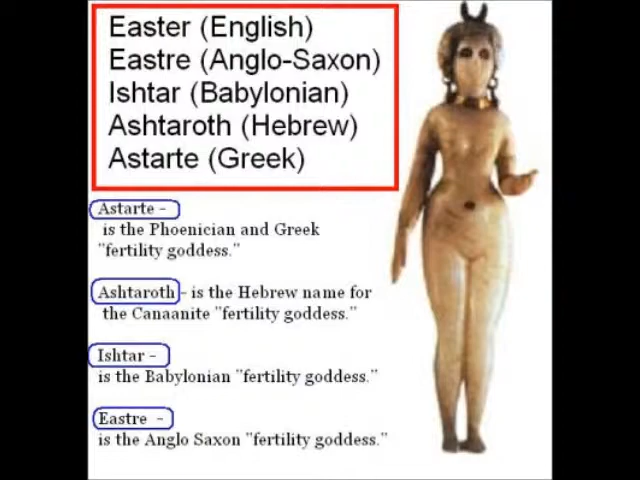 Easter (English)
Eastre (Anglo-Saxon)
Ishtar (Babylonian)
Ashtaroth (Hebrew)
Astarte (Greek)
Astarte -
is the Phoenician and Greek
"fertility goddess."
Ashtaroth - is the Hebrew name for
the Canaanite "fertility goddess."
Ishtar -
is the Babylonian "fertility goddess."
Eastre -
is the Anglo Saxon "fertility goddess."